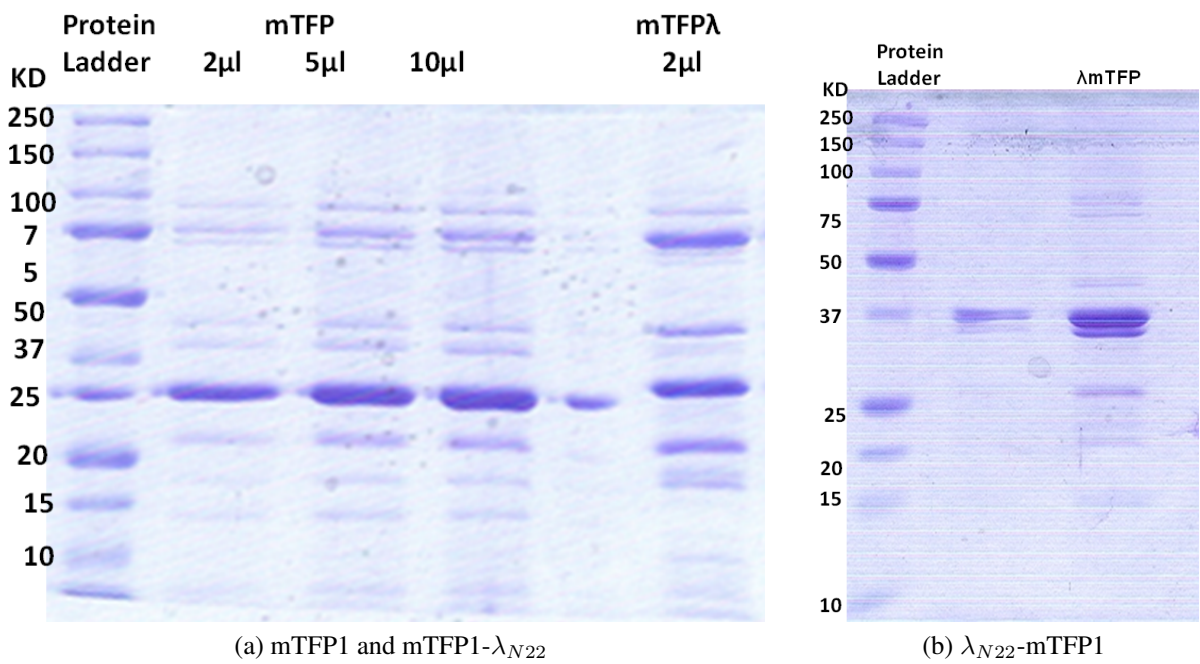 Protein Ladder
mTFP
2µl 5µl 10µl
mTFPλ
2µl
KD
250
150
100
7
5
50
37
25
20
15
10
(a) mTFP1 and mTFP1-λN22
Protein
Ladder
λmTFP
KD
250
150
100
75
50
37
25
20
15
10
(b) λN22-mTFP1